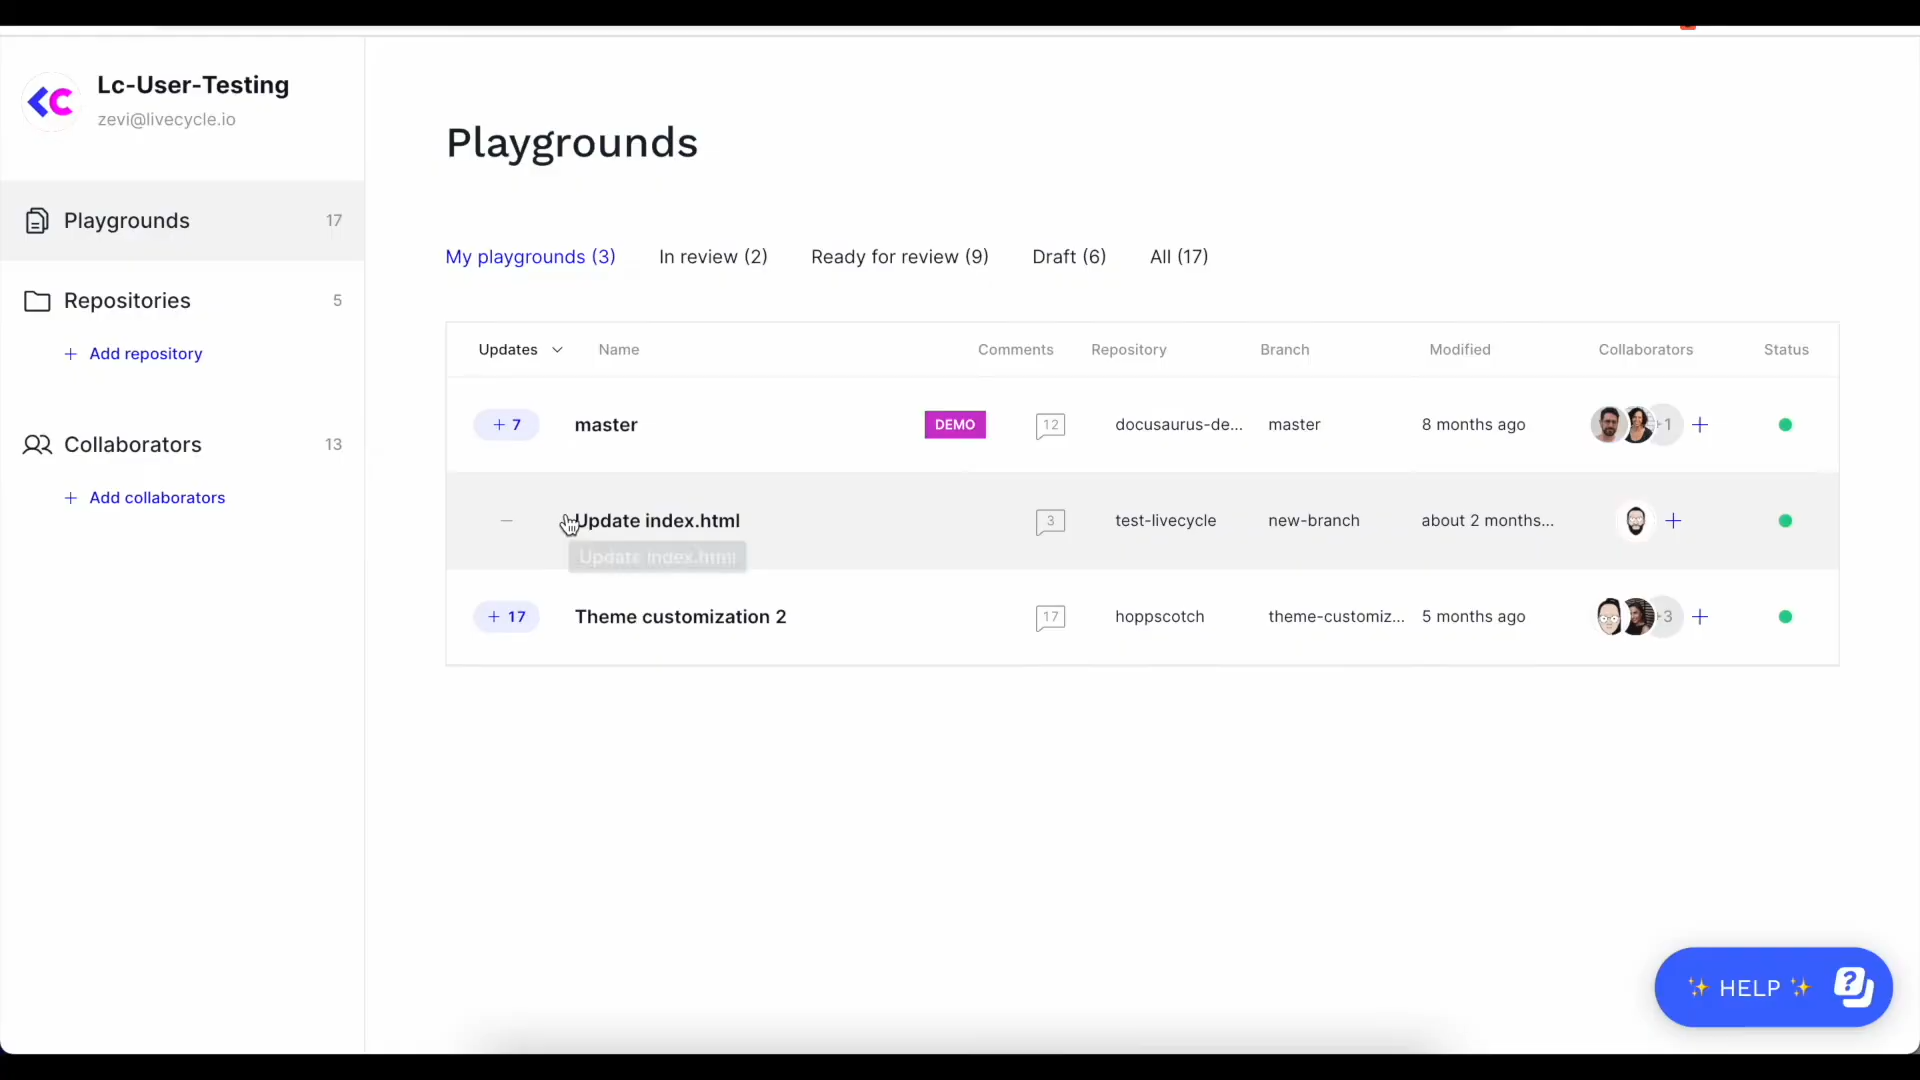 Lc-User-Testing
zevi@livecycle.io
Playgrounds 17
Repositories 5
+ Add repository
Collaborators 13
+ Add collaborators
Playgrounds
My playgrounds (3) In review (2) Ready for review (9) Draft (6) All (17)
Updates Name Comments Repository Branch Modified Collaborators Status
+ 7 master DEMO 12 docusaurus-de... master 8 months ago +1 +
– Update index.html 3 test-livecycle new-branch about 2 months... +
Update index.html
+ 17 Theme customization 2 17 hoppscotch theme-customiz... 5 months ago +3 +
✨ HELP ✨ ?